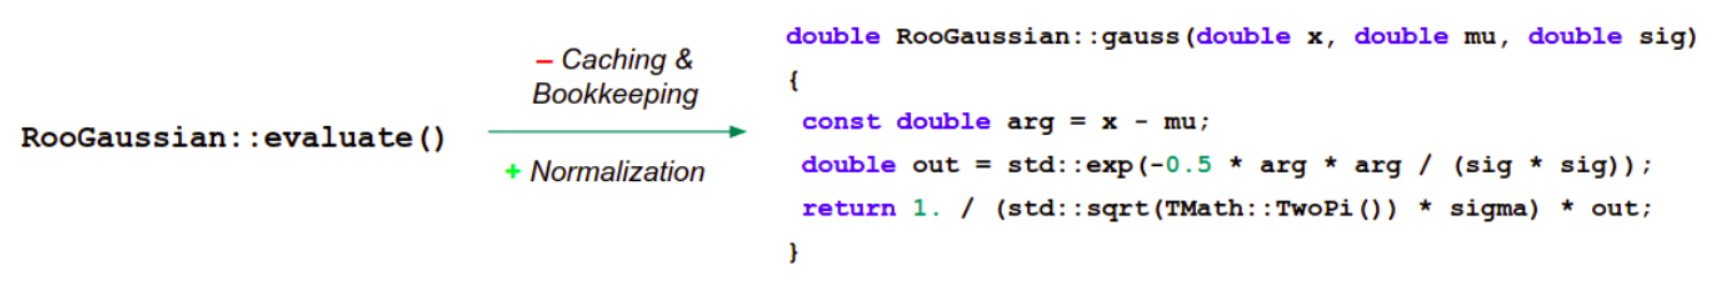 RooGaussian::evaluate()
– Caching &
Bookkeeping
+ Normalization
double RooGaussian::gauss(double x, double mu, double sig)
{
const double arg = x - mu;
double out = std::exp(-0.5 * arg * arg / (sig * sig));
return 1. / (std::sqrt(TMath::TwoPi()) * sigma) * out;
}